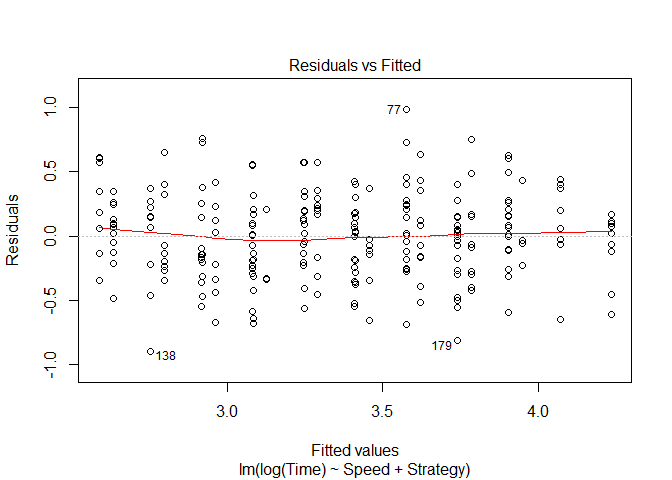 Residuals vs Fitted
Residuals
1.0
0.5
0.0
-0.5
-1.0
77
138
179
3.0
3.5
4.0
Fitted values
lm(log(Time) ~ Speed + Strategy)